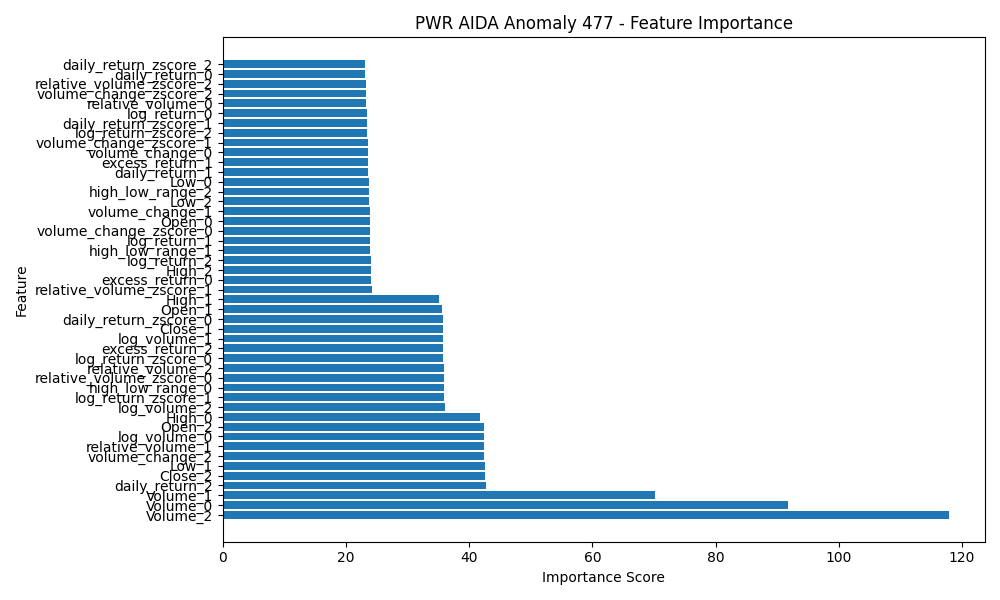 PWR AIDA Anomaly 477 - Feature Importance
daily_return_zscore_2
daily_return_0
relative_volume_zscore_2
volume_change_zscore_2
relative_volume_0
log_return_0
daily_return_zscore_1
log_return_zscore_2
volume_change_zscore_1
volume_change_0
excess_return_1
daily_return_1
Low_0
high_low_range_2
Low_2
volume_change_1
Open_0
volume_change_zscore_0
log_return_1
high_low_range_1
log_return_2
High_2
excess_return_0
relative_volume_zscore_1
High_1
Open_1
daily_return_zscore_0
Close_1
log_volume_1
excess_return_2
log_return_zscore_0
relative_volume_2
relative_volume_zscore_0
high_low_range_0
log_return_zscore_1
log_volume_2
High_0
Open_2
log_volume_0
relative_volume_1
volume_change_2
Low_1
Close_2
daily_return_2
Volume_1
Volume_0
Volume_2
Feature
0 20 40 60 80 100 120
Importance Score